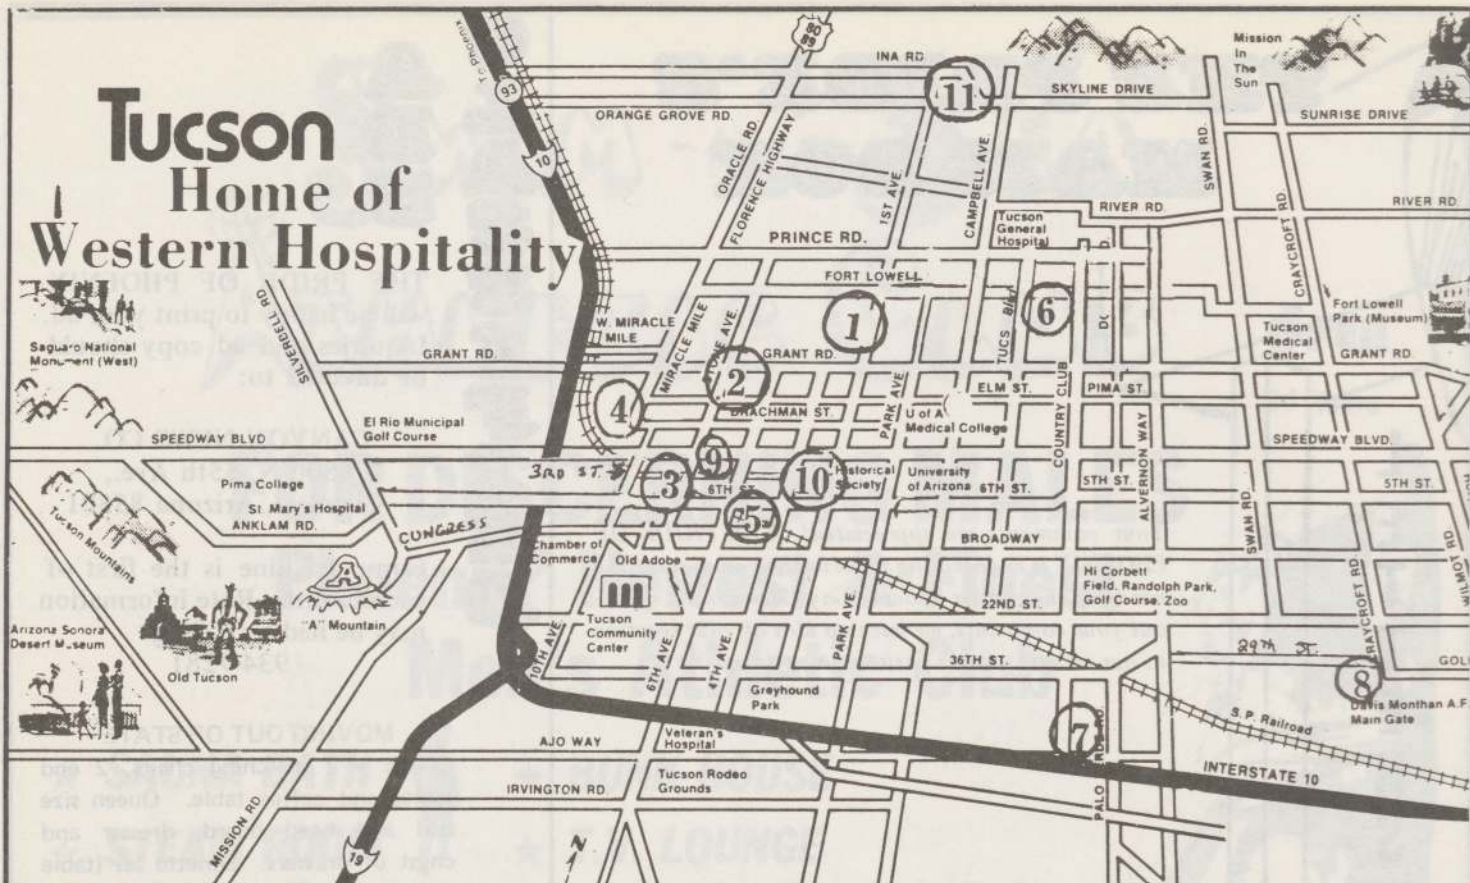 Tucson
Home of
Western Hospitality
To Phoenix
93
10
80
89
INA RD.
11
SKYLINE DRIVE
Mission
In
The
Sun
ORANGE GROVE RD.
SUNRISE DRIVE
ORACLE RD.
FLORENCE HIGHWAY
1ST AVE.
CAMPBELL AVE.
SWAN RD.
CRAYCROFT RD.
Tucson
General
Hospital
RIVER RD.
RIVER RD.
PRINCE RD.
FORT LOWELL
SILVERBELL RD
W. MIRACLE
MILE
MIRACLE MILE
1
6
Fort Lowell
Park (Museum)
Tucson
Medical
Center
Saguaro National
Monument (West)
GRANT RD.
2
GRANT RD.
GRANT RD.
4
ELM ST.
PIMA ST.
DRACHMAN ST.
PARK AVE.
U of A
Medical College
COUNTRY CLUB
ALVERNON WAY
El Rio Municipal
Golf Course
SPEEDWAY BLVD
SPEEDWAY BLVD.
3RD ST.
9
3
6TH ST.
10
Historical
Society
University
of Arizona
6TH ST.
5TH ST.
5TH ST.
Pima College
St. Mary's Hospital
ANKLAM RD.
CONGRESS
5
SWAN RD.
WILMOT RD.
Tucson Mountains
Chamber of
Commerce
Old Adobe
BROADWAY
Hi Corbett
Field, Randolph Park,
Golf Course, Zoo
22ND ST.
A
"A" Mountain
Tucson
Community
Center
PARK AVE.
CRAYCROFT RD.
Arizona Sonora
Desert Museum
Old Tucson
10TH AVE.
6TH AVE.
4TH AVE.
36TH ST.
29TH ST.
8
Davis Monthan A.F.
Main Gate
Greyhound
Park
S.P. Railroad
7
AJO WAY
Veteran's
Hospital
INTERSTATE 10
IRVINGTON RD.
Tucson Rodeo
Grounds
MISSION RD
19
N